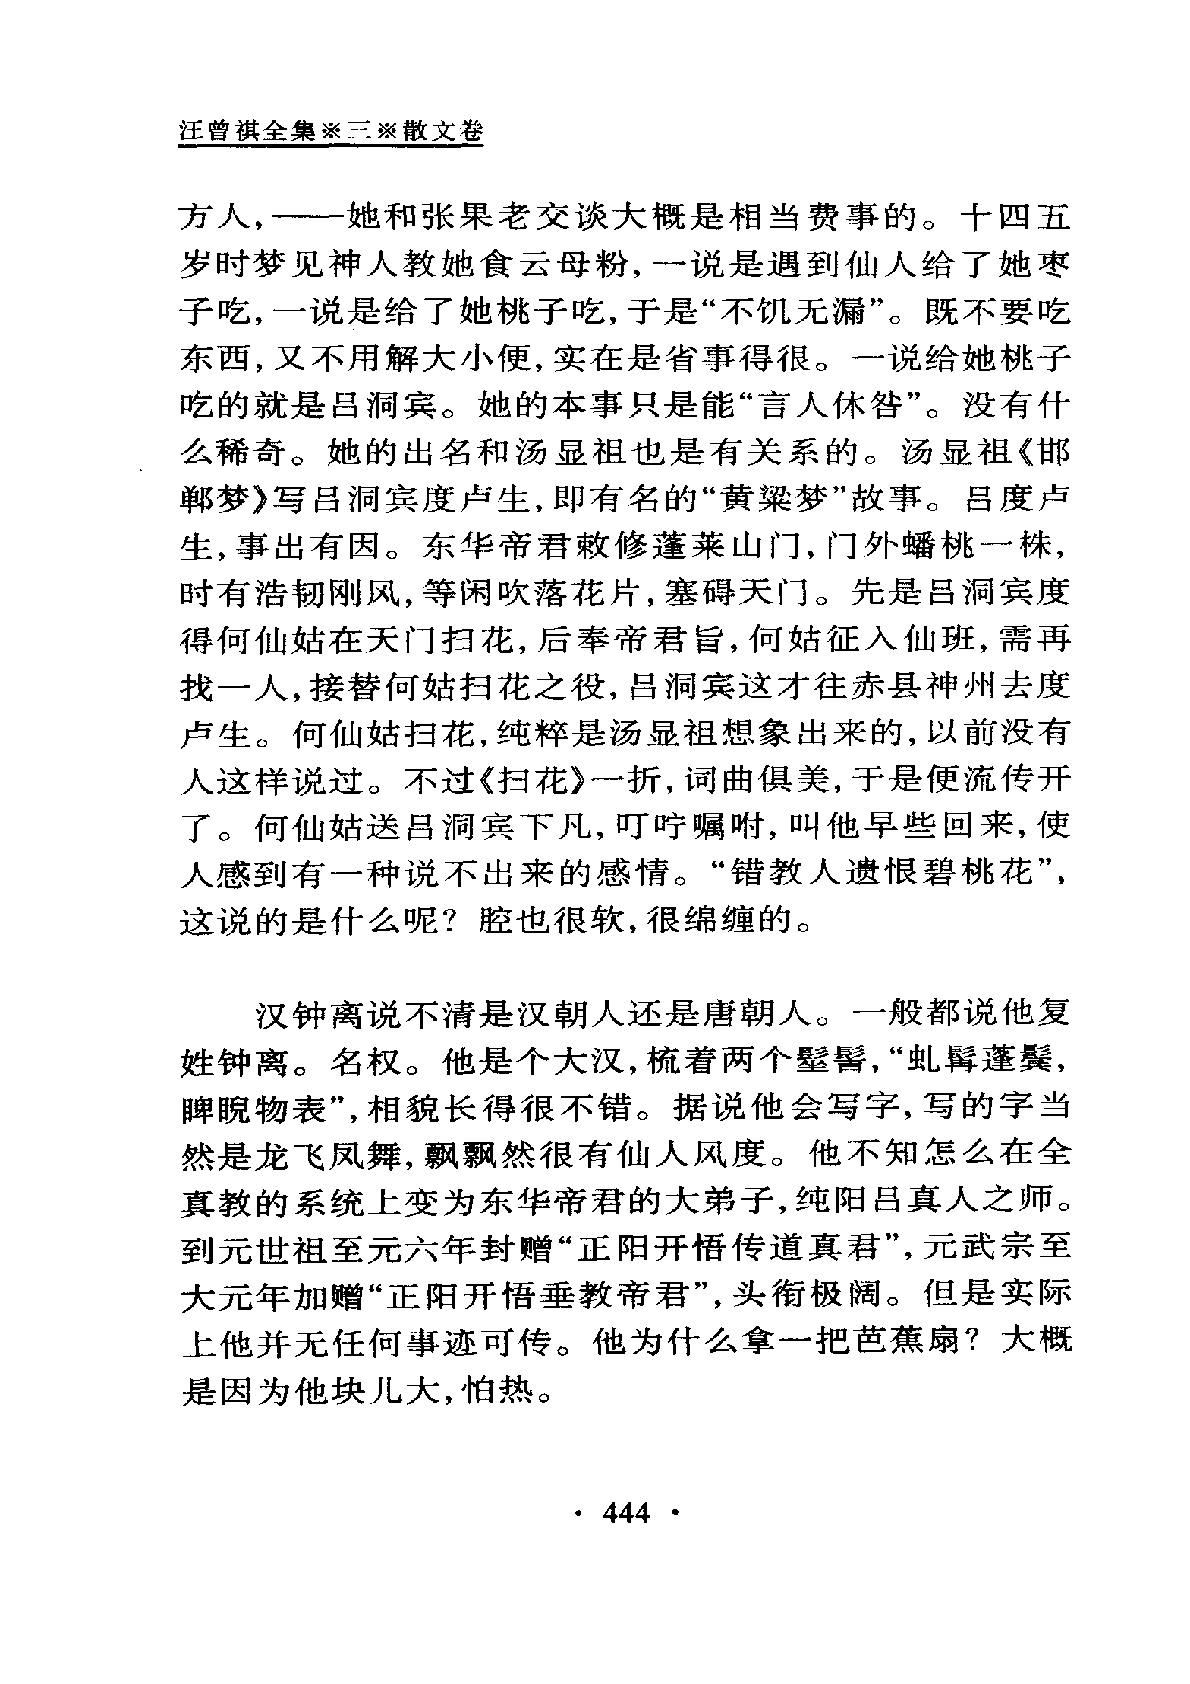 汪曾祺全集※三※散文卷
方人，——她和张果老交谈大概是相当费事的。十四五
岁时梦见神人教她食云母粉，一说是遇到仙人给了她枣
子吃，一说是给了她桃子吃，于是“不饥无漏”。既不要吃
东西，又不用解大小便，实在是省事得很。一说给她桃子
吃的就是吕洞宾。她的本事只是能“言人休咎”。没有什
么稀奇。她的出名和汤显祖也是有关系的。汤显祖《邯
郸梦》写吕洞宾度卢生，即有名的“黄粱梦”故事。吕度卢
生，事出有因。东华帝君敕修蓬莱山门，门外蟠桃一株，
时有浩韧刚风，等闲吹落花片，塞碍天门。先是吕洞宾度
得何仙姑在天门扫花，后奉帝君旨，何姑征入仙班，需再
找一人，接替何姑扫花之役，吕洞宾这才往赤县神州去度
卢生。何仙姑扫花，纯粹是汤显祖想象出来的，以前没有
人这样说过。不过《扫花》一折，词曲俱美，于是便流传开
了。何仙姑送吕洞宾下凡，叮咛嘱咐，叫他早些回来，使
人感到有一种说不出来的感情。“错教人遗恨碧桃花”，
这说的是什么呢？腔也很软，很绵缠的。
汉钟离说不清是汉朝人还是唐朝人。一般都说他复
姓钟离。名权。他是个大汉，梳着两个髽髻，“虬髯蓬鬓，
睥睨物表”，相貌长得很不错。据说他会写字，写的字当
然是龙飞凤舞，飘飘然很有仙人风度。他不知怎么在全
真教的系统上变为东华帝君的大弟子，纯阳吕真人之师。
到元世祖至元六年封赠“正阳开悟传道真君”，元武宗至
大元年加赠“正阳开悟垂教帝君”，头衔极阔。但是实际
上他并无任何事迹可传。他为什么拿一把芭蕉扇？大概
是因为他块儿大，怕热。
· 444 ·